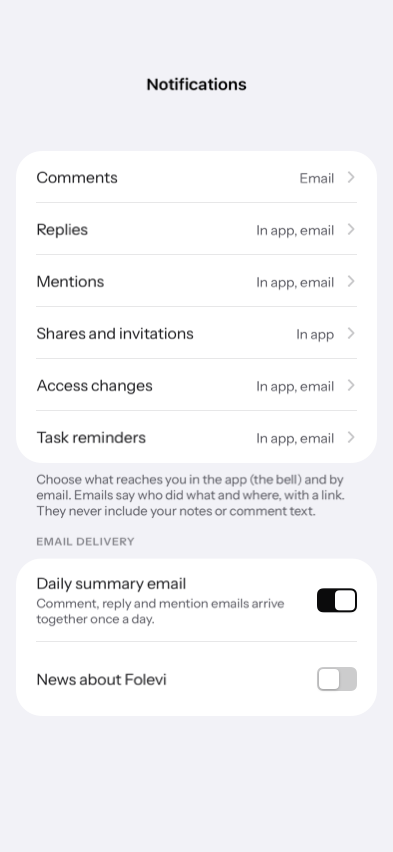 Notifications
Comments Email
Replies In app, email
Mentions In app, email
Shares and invitations In app
Access changes In app, email
Task reminders In app, email
Choose what reaches you in the app (the bell) and by
email. Emails say who did what and where, with a link.
They never include your notes or comment text.
EMAIL DELIVERY
Daily summary email
Comment, reply and mention emails arrive
together once a day.
News about Folevi